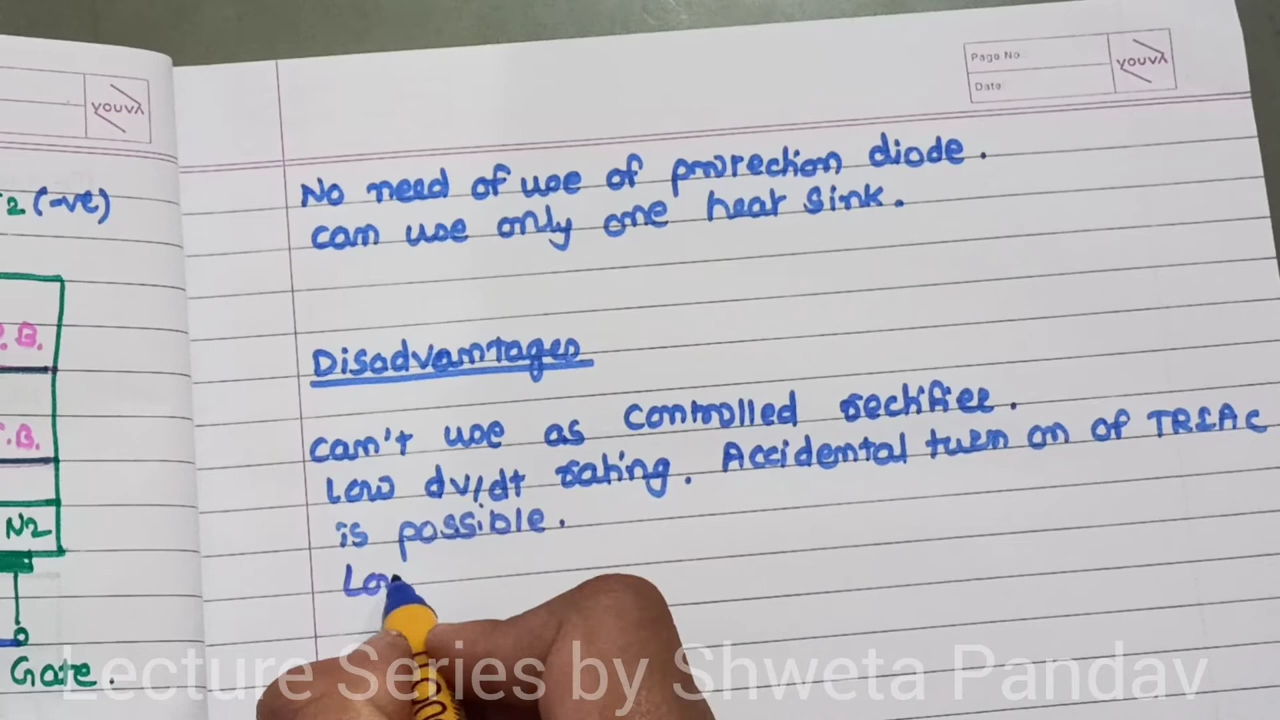 youva
2 (-ve)
.B.
.B.
N2
Gate.
Page No.
Date:
youva
No need of use of protection diode.
can use only one heat sink.
Disadvantages
can't use as controlled rectifier.
Low dv/dt rating. Accidental turn on of TRIAC
is possible.
Low
Lecture Series by Shweta Pandav